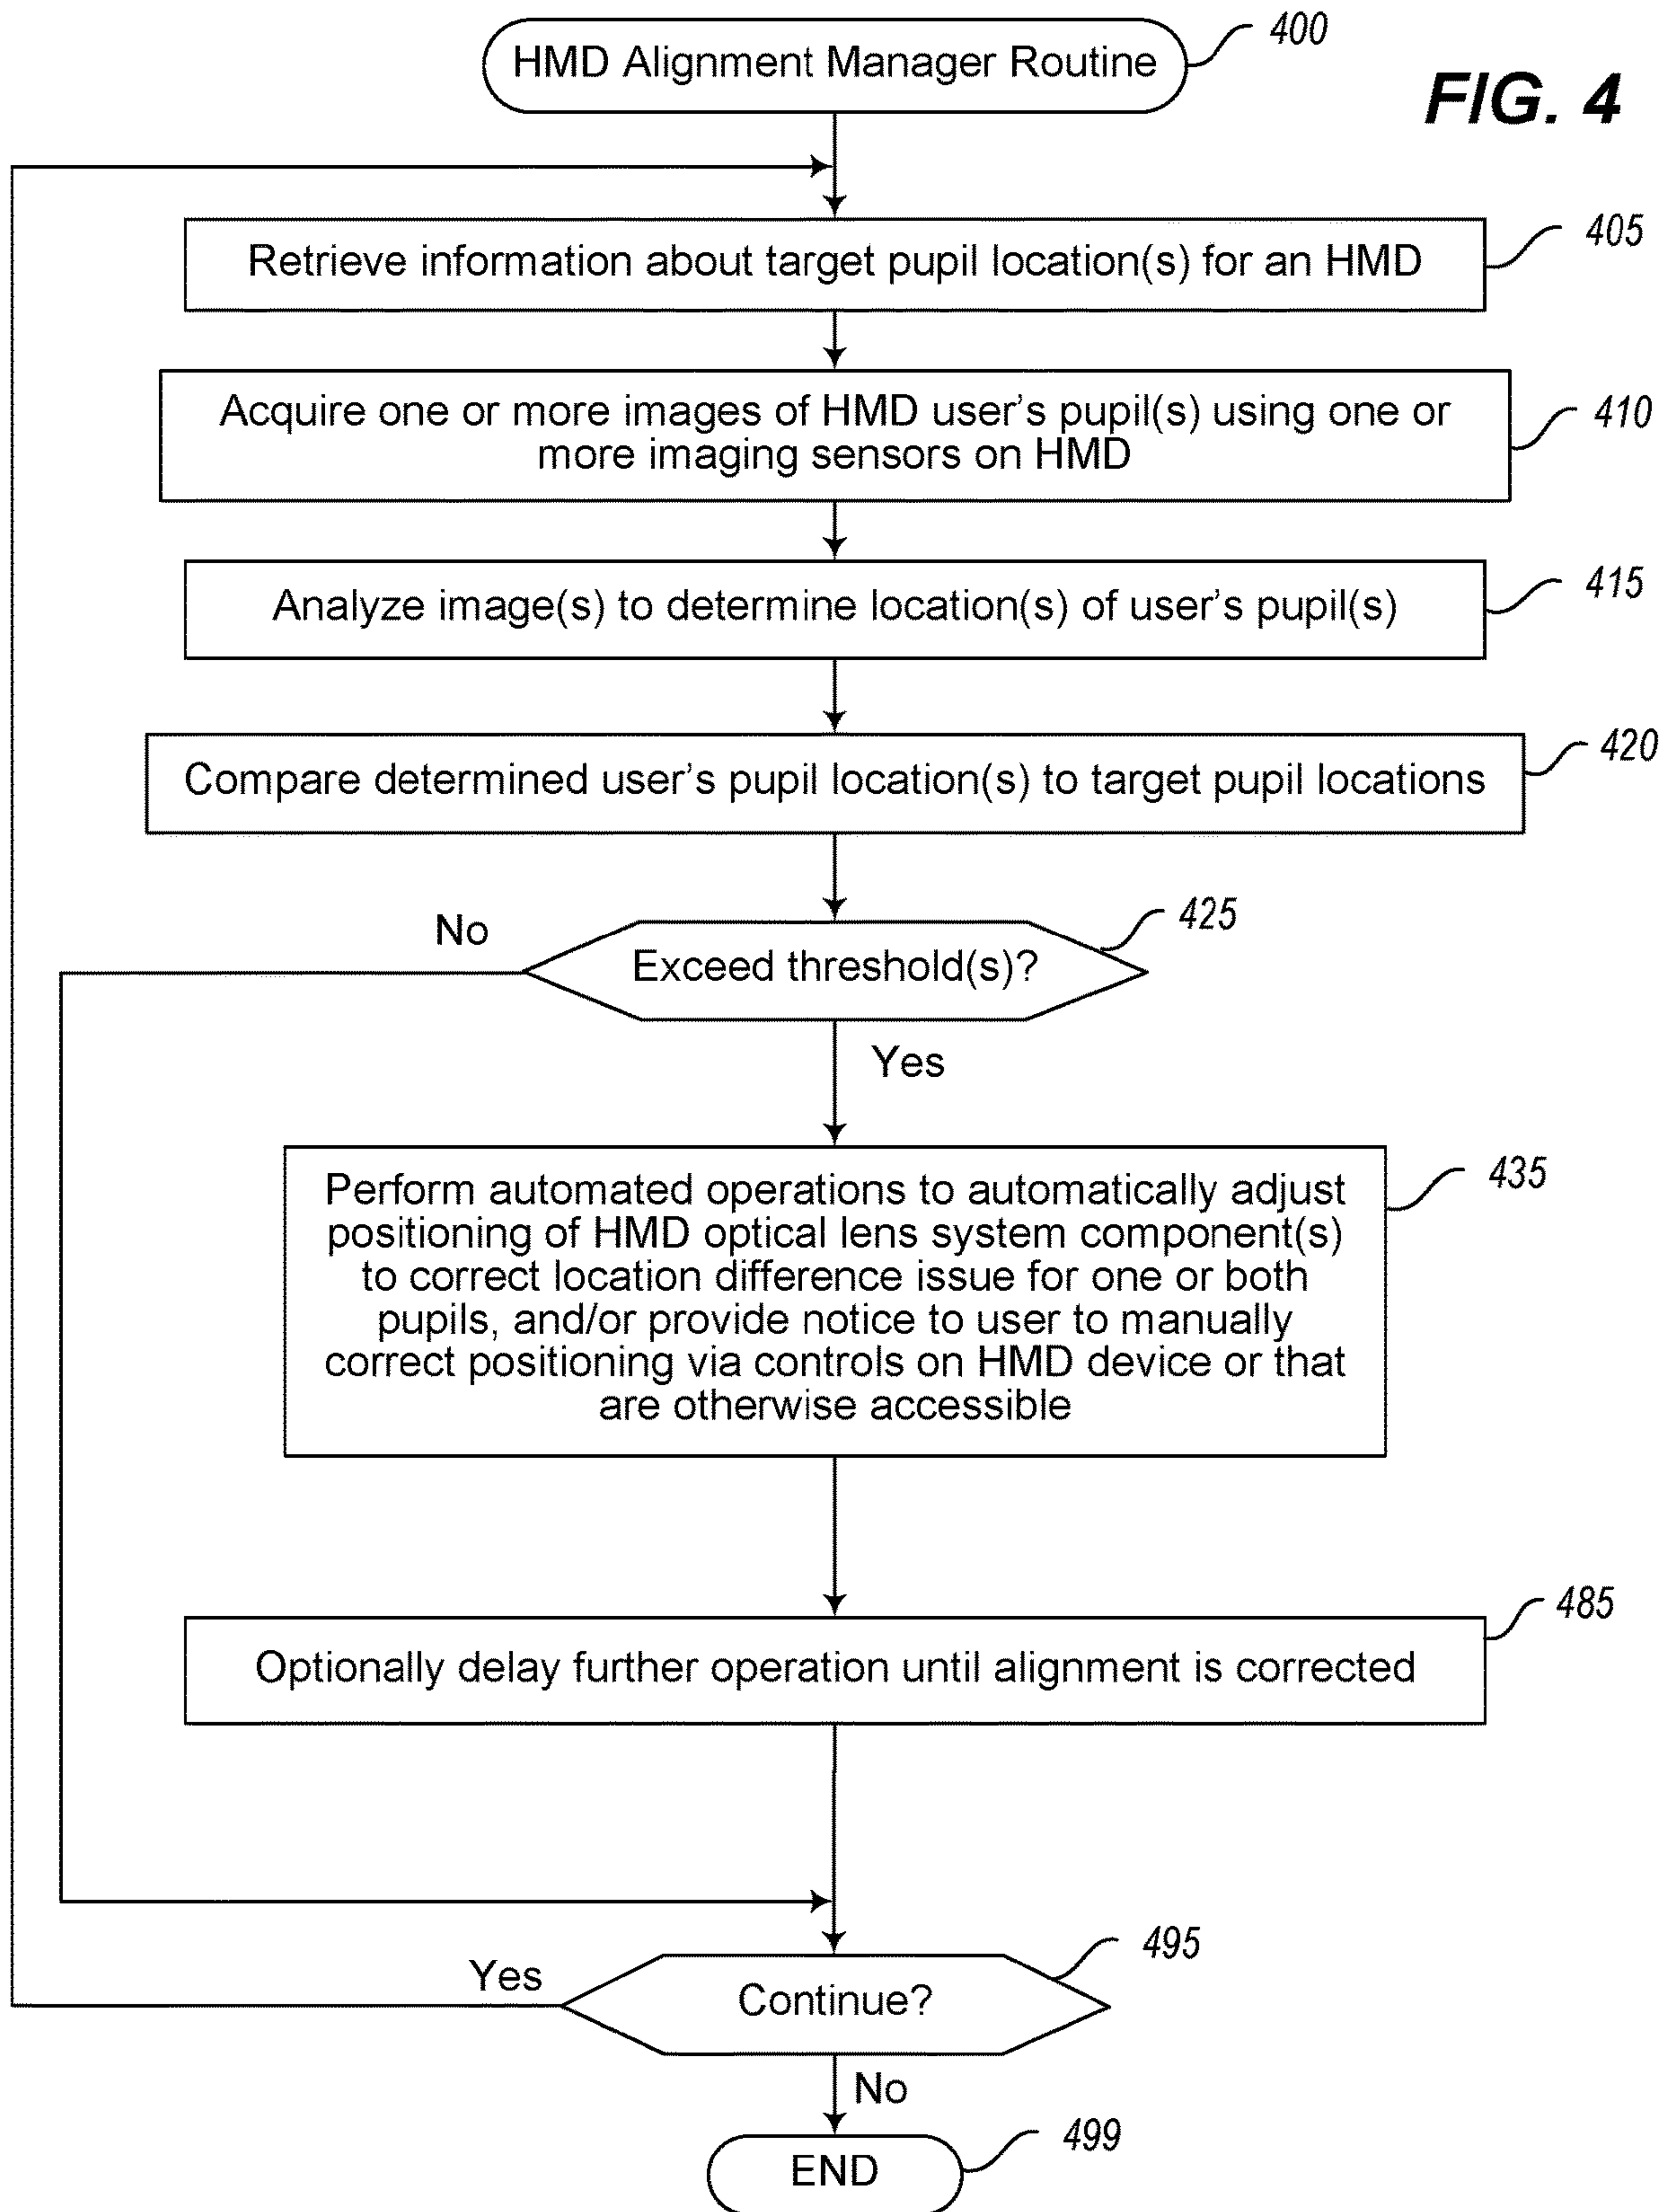 HMD Alignment Manager Routine
400
FIG. 4
Retrieve information about target pupil location(s) for an HMD
405
Acquire one or more images of HMD user's pupil(s) using one or
more imaging sensors on HMD
410
Analyze image(s) to determine location(s) of user's pupil(s)
415
Compare determined user's pupil location(s) to target pupil locations
420
No
Exceed threshold(s)?
425
Yes
Perform automated operations to automatically adjust
positioning of HMD optical lens system component(s)
to correct location difference issue for one or both
pupils, and/or provide notice to user to manually
correct positioning via controls on HMD device or that
are otherwise accessible
435
Optionally delay further operation until alignment is corrected
485
Yes
Continue?
495
No
END
499